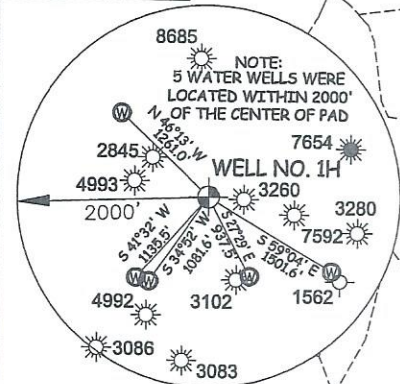 8685
NOTE:
5 WATER WELLS WERE
LOCATED WITHIN 2000'
OF THE CENTER OF PAD
W
N 46°13' W
1261.0'
7654
2845
WELL NO. 1H
4993
3260
2000'
3280
7592
S 41°32' W
1135.5'
S 34°52' W
1081.6'
S 27°29' E
937.5'
S 59°04' E
1501.6'
W
W
W
W
4992
3102
1562
3086
3083